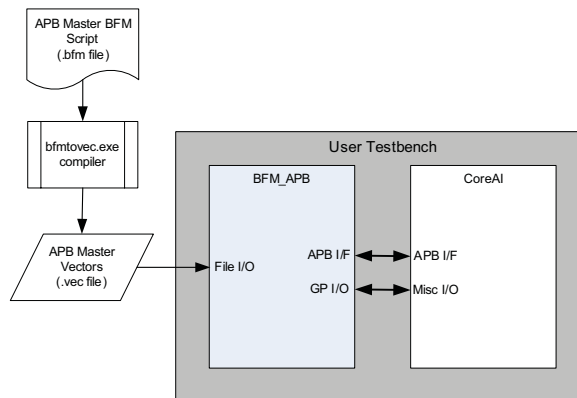 APB Master BFM
Script
(.bfm file)
bfmtovec.exe
compiler
APB Master
Vectors
(.vec file)
User Testbench
BFM_APB
File I/O
APB I/F
GP I/O
CoreAI
APB I/F
Misc I/O